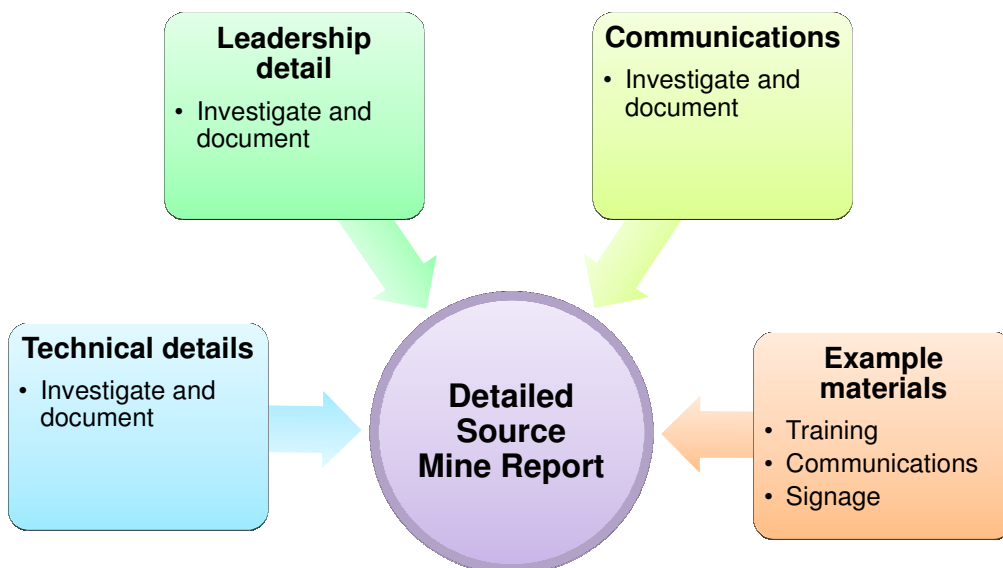 Leadership
detail
• Investigate and
document
Communications
• Investigate and
document
Technical details
• Investigate and
document
Detailed
Source
Mine Report
Example
materials
• Training
• Communications
• Signage